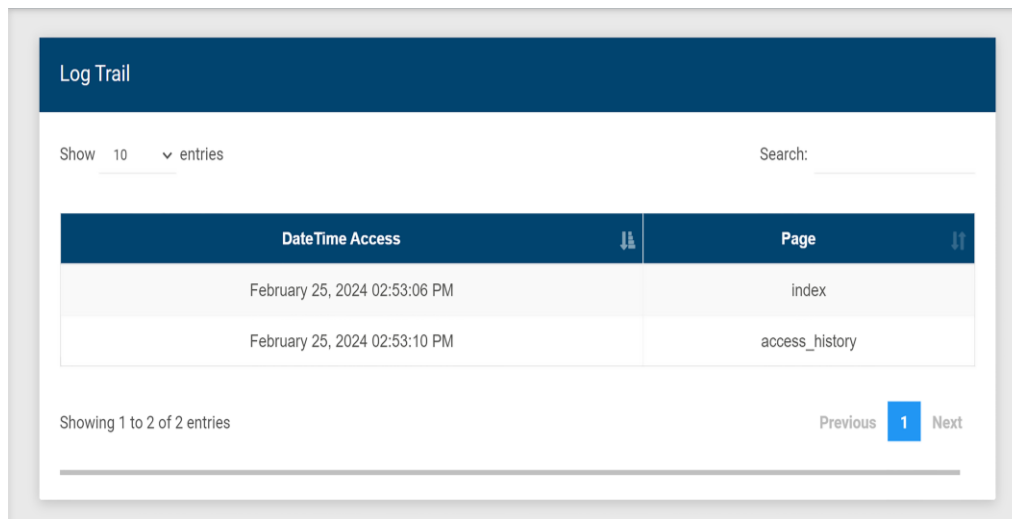 Log Trail
Show 10 entries Search:
DateTime Access Page
February 25, 2024 02:53:06 PM index
February 25, 2024 02:53:10 PM access_history
Showing 1 to 2 of 2 entries Previous 1 Next